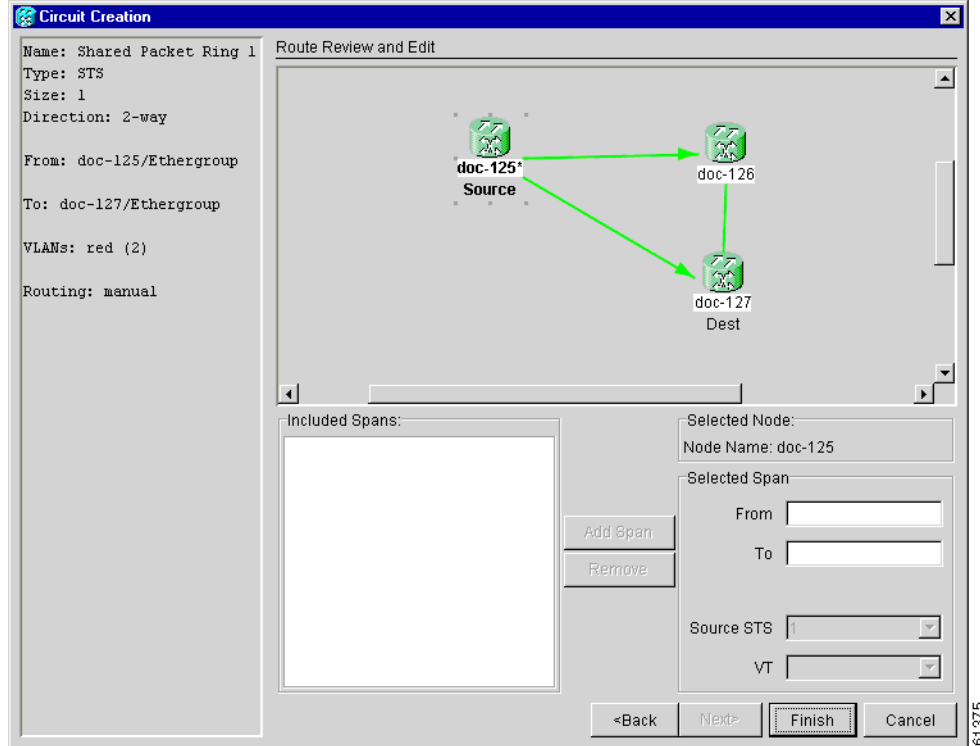 Circuit Creation
Name: Shared Packet Ring 1
Type: STS
Size: 1
Direction: 2-way
From: doc-125/Ethergroup
To: doc-127/Ethergroup
VLANs: red (2)
Routing: manual
Route Review and Edit
doc-125*
Source
doc-126
doc-127
Dest
Included Spans:
Add Span
Remove
Selected Node:
Node Name: doc-125
Selected Span
From
To
Source STS 1
VT
<Back
Next>
Finish
Cancel
61375